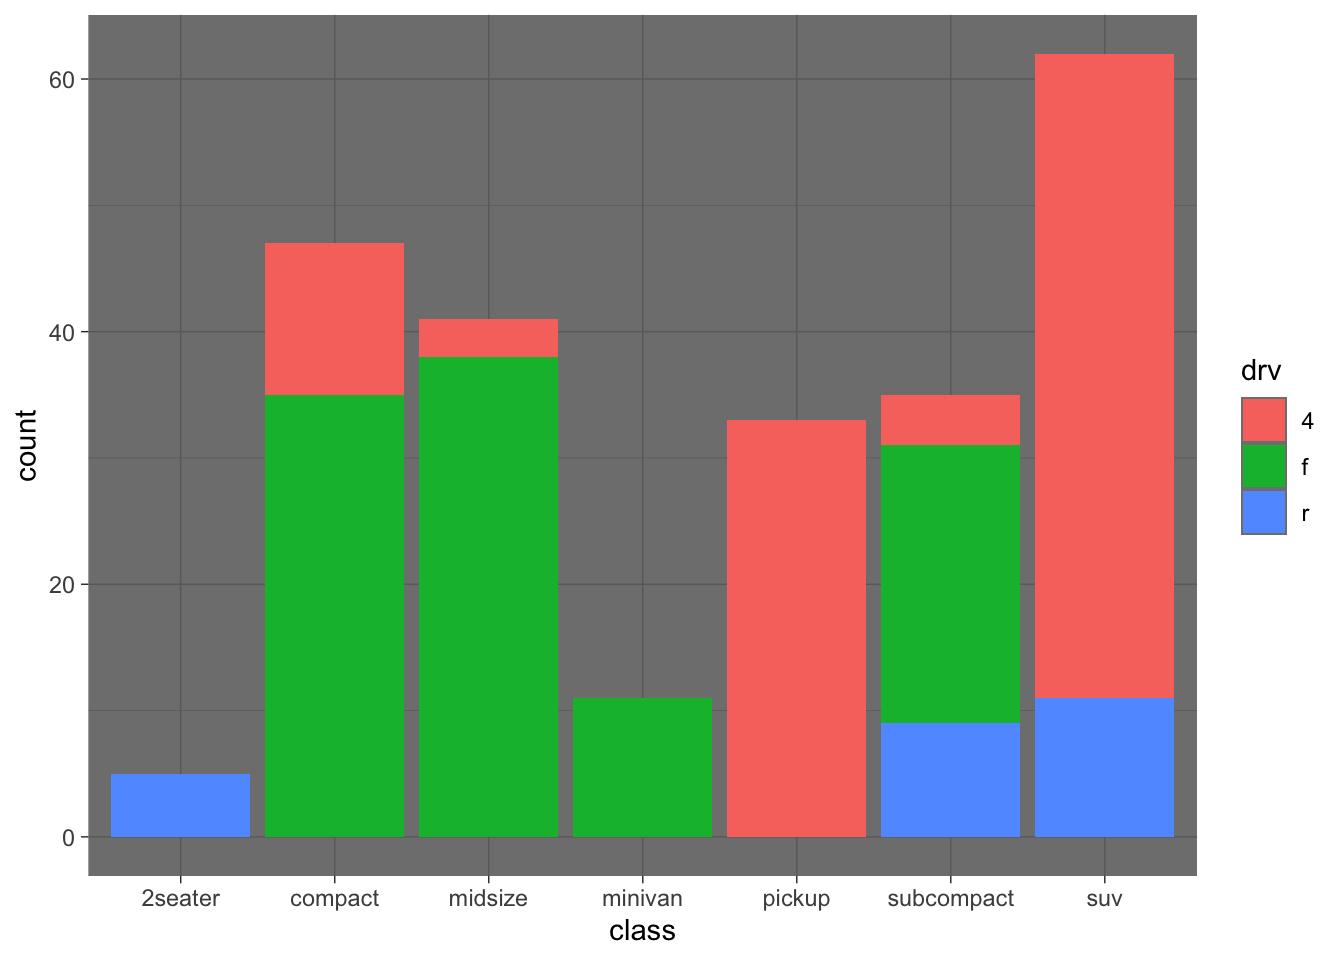 60
40
20
0
count
2seater compact midsize minivan pickup subcompact suv
class
drv
4
f
r